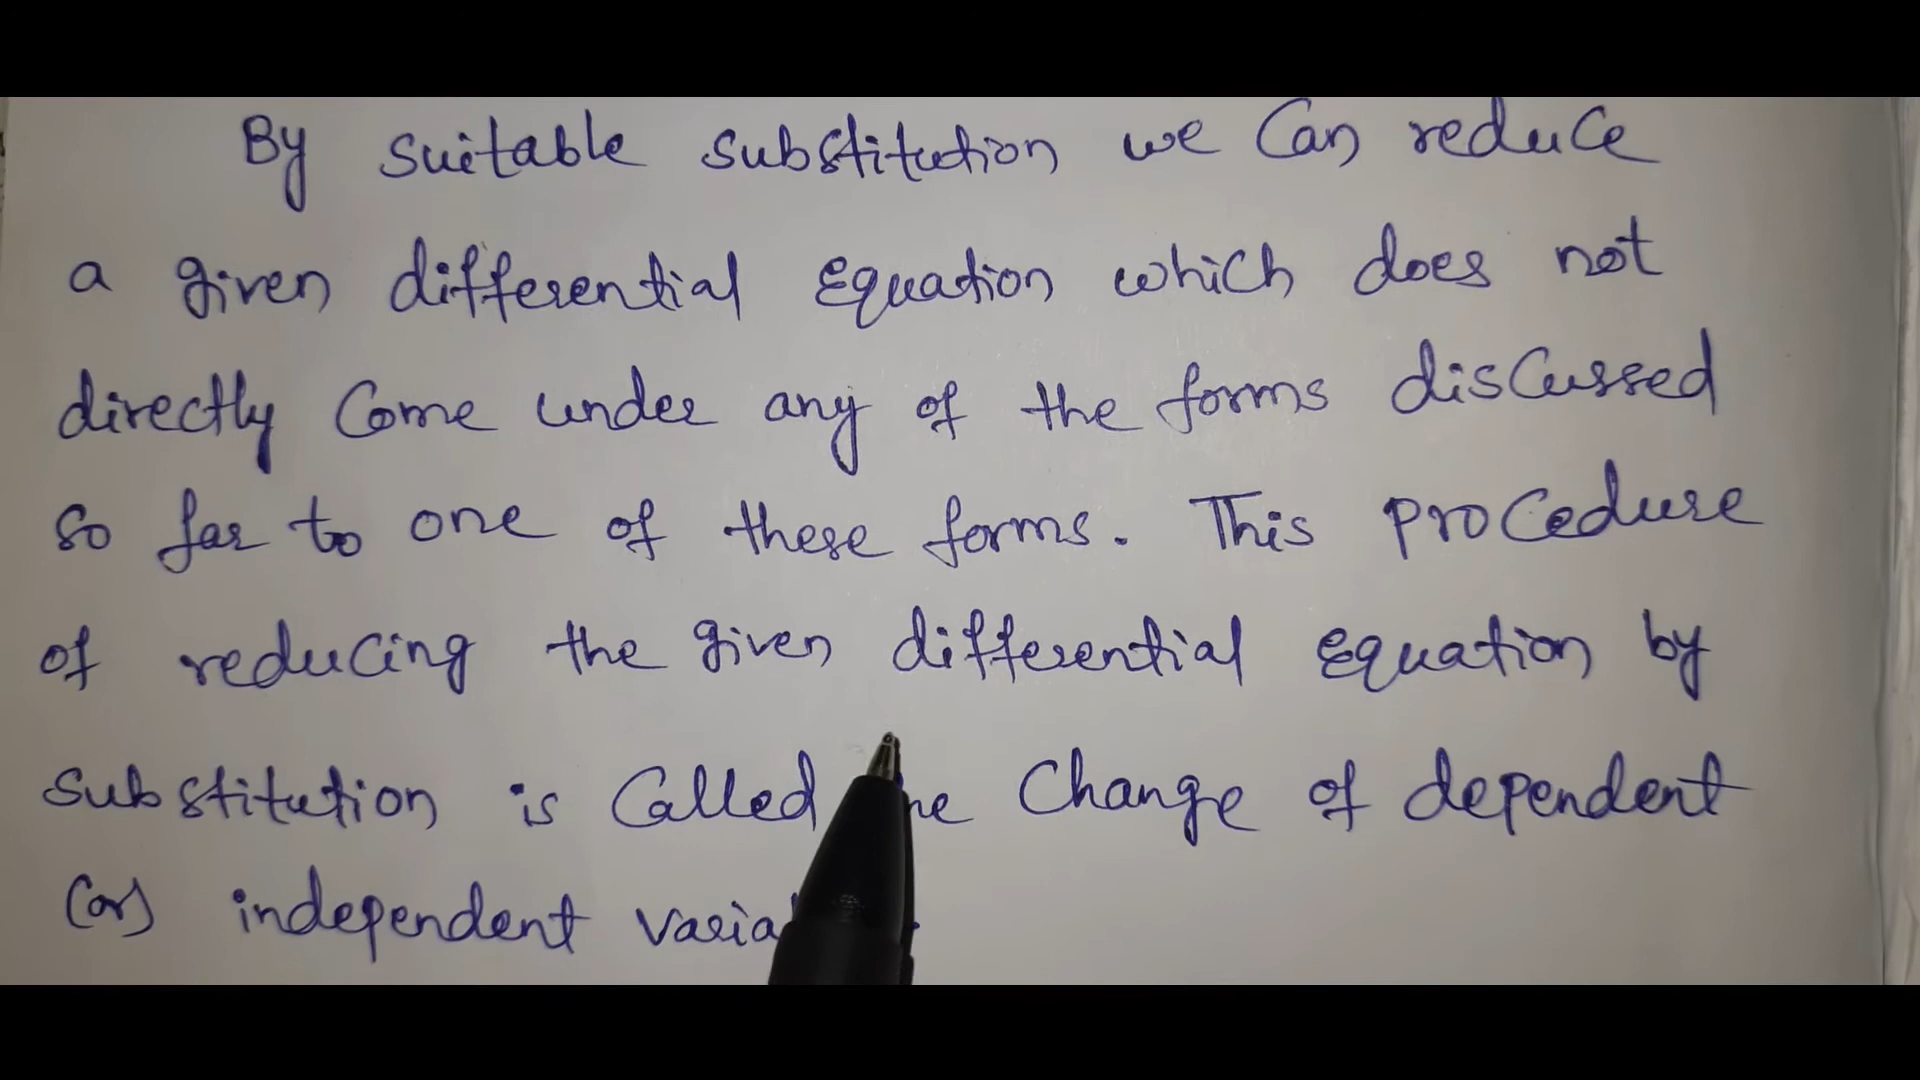 By suitable substitution we can reduce
a given differential equation which does not
directly come under any of the forms discussed
so far to one of these forms. This procedure
of reducing the given differential equation by
substitution is called change of dependent
(or) independent